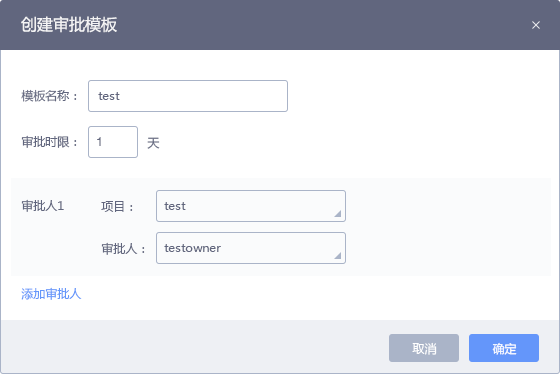 创建审批模板 ×
模板名称： test
审批时限： 1 天
审批人1 项目： test
审批人： testowner
添加审批人
取消 确定